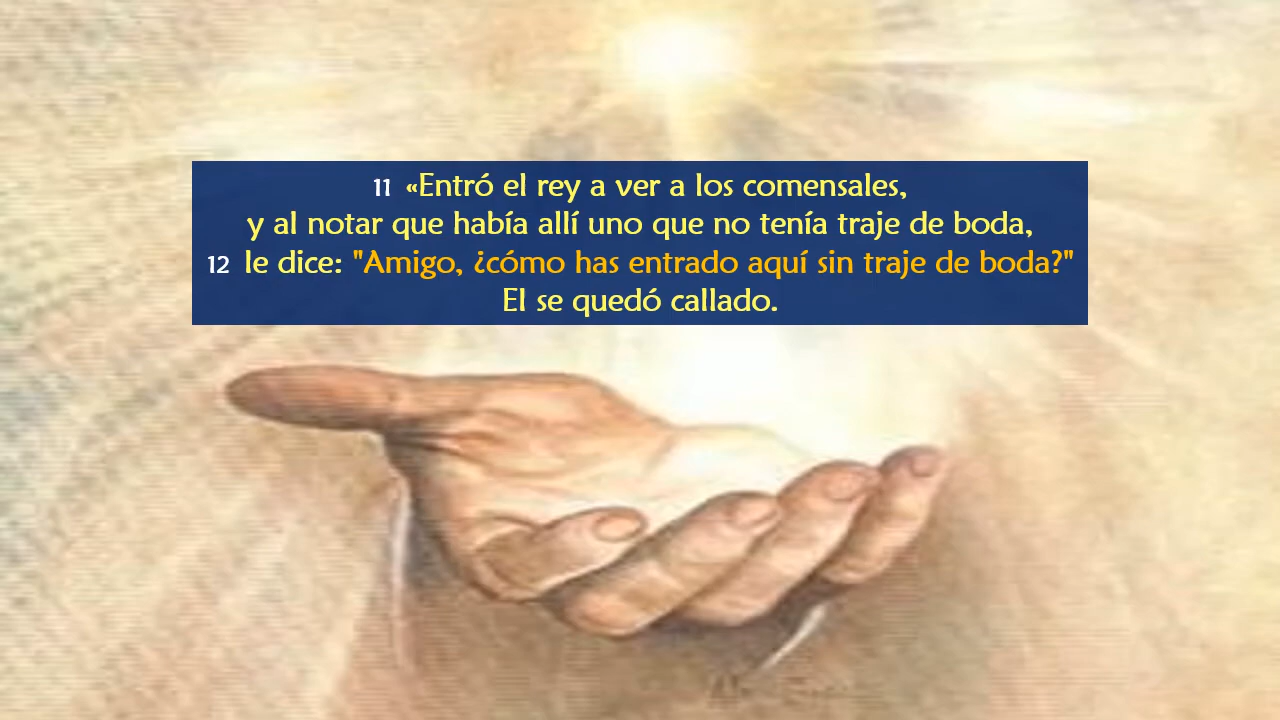 11 «Entró el rey a ver a los comensales,
y al notar que había allí uno que no tenía traje de boda,
12 le dice: "Amigo, ¿cómo has entrado aquí sin traje de boda?"
El se quedó callado.